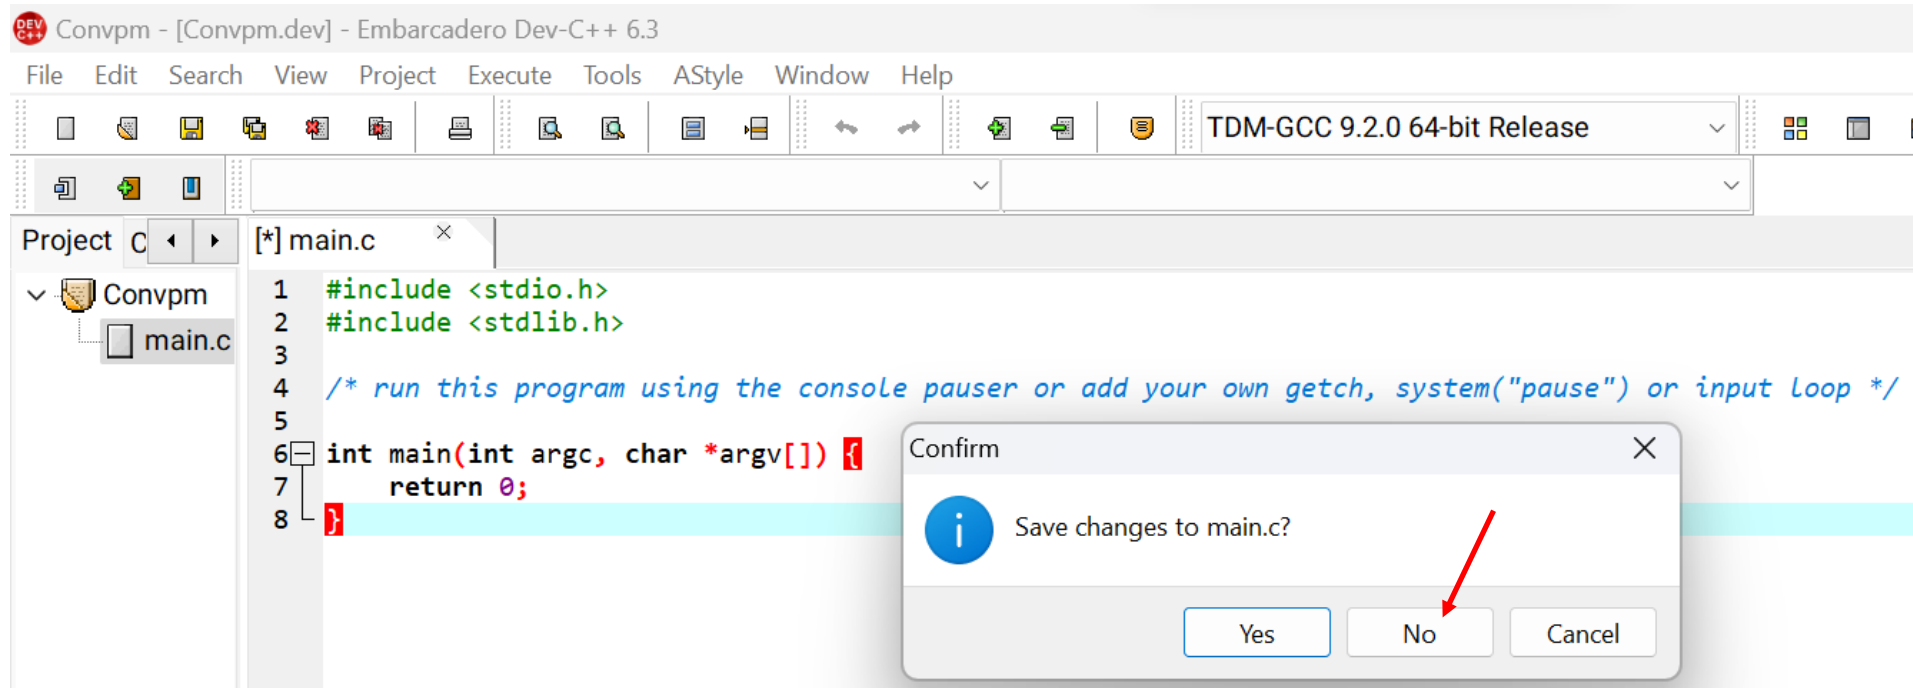 DEV C++ Convpm - [Convpm.dev] - Embarcadero Dev-C++ 6.3
File Edit Search View Project Execute Tools AStyle Window Help
TDM-GCC 9.2.0 64-bit Release
Project C
[*] main.c
Convpm
main.c
1 #include <stdio.h>
2 #include <stdlib.h>
3
4 /* run this program using the console pauser or add your own getch, system("pause") or input loop */
5
6 int main(int argc, char *argv[]) {
7 return 0;
8 }
Confirm
Save changes to main.c?
Yes No Cancel